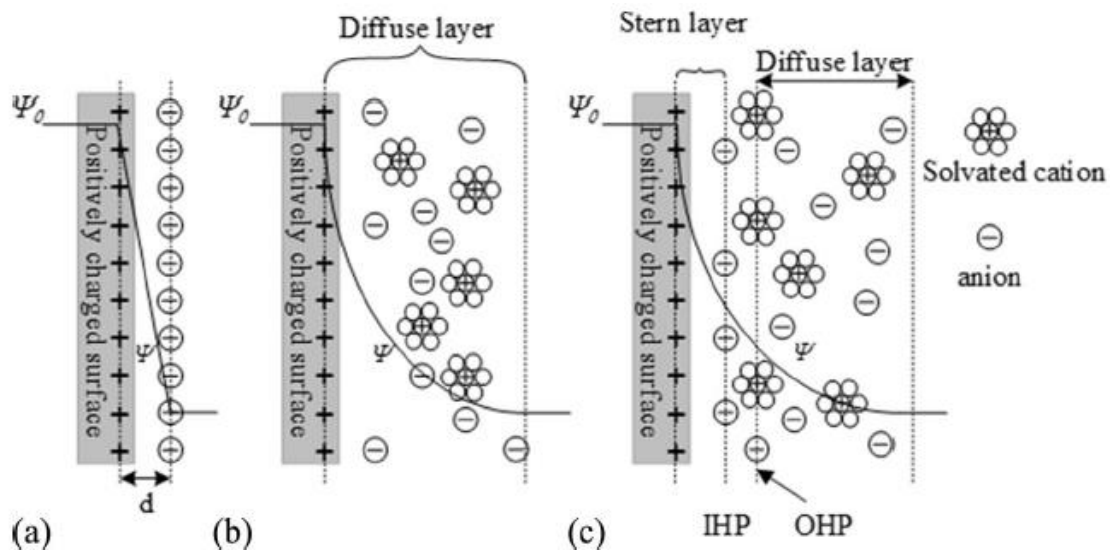 Stern layer
Diffuse layer
Diffuse layer
Ψ₀
Ψ₀
Ψ₀
Positively charged surface
Positively charged surface
Positively charged surface
Solvated cation
anion
Ψ
Ψ
Ψ
d
IHP
OHP
(a)
(b)
(c)